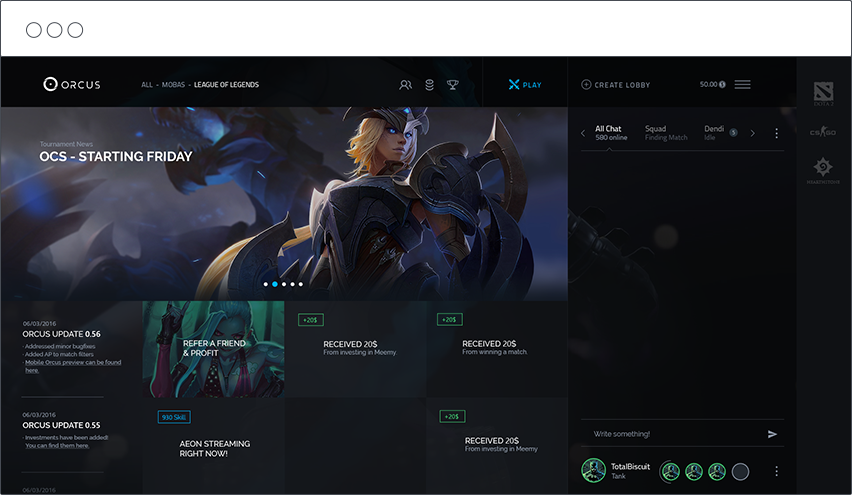 ORCUS
ALL - MOBAS - LEAGUE OF LEGENDS
PLAY
CREATE LOBBY
50.00
DOTA 2
CS GO
HEARTHSTONE
Tournament News
OCS - STARTING FRIDAY
All Chat
580 online
Squad
Finding Match
Dendi
Idle
5
06/03/2016
ORCUS UPDATE 0.56
· Addressed minor bugfixes
· Added AP to match filters
· Mobile Orcus preview can be found
here.
REFER A FRIEND
& PROFIT
+20$
RECEIVED 20$
From investing in Meemy.
+20$
RECEIVED 20$
From winning a match.
06/03/2016
ORCUS UPDATE 0.55
· Investments have been added!
You can find them here.
930 Skill
AEON STREAMING
RIGHT NOW!
+20$
RECEIVED 20$
From investing in Meemy
Write something!
TotalBiscuit
Tank